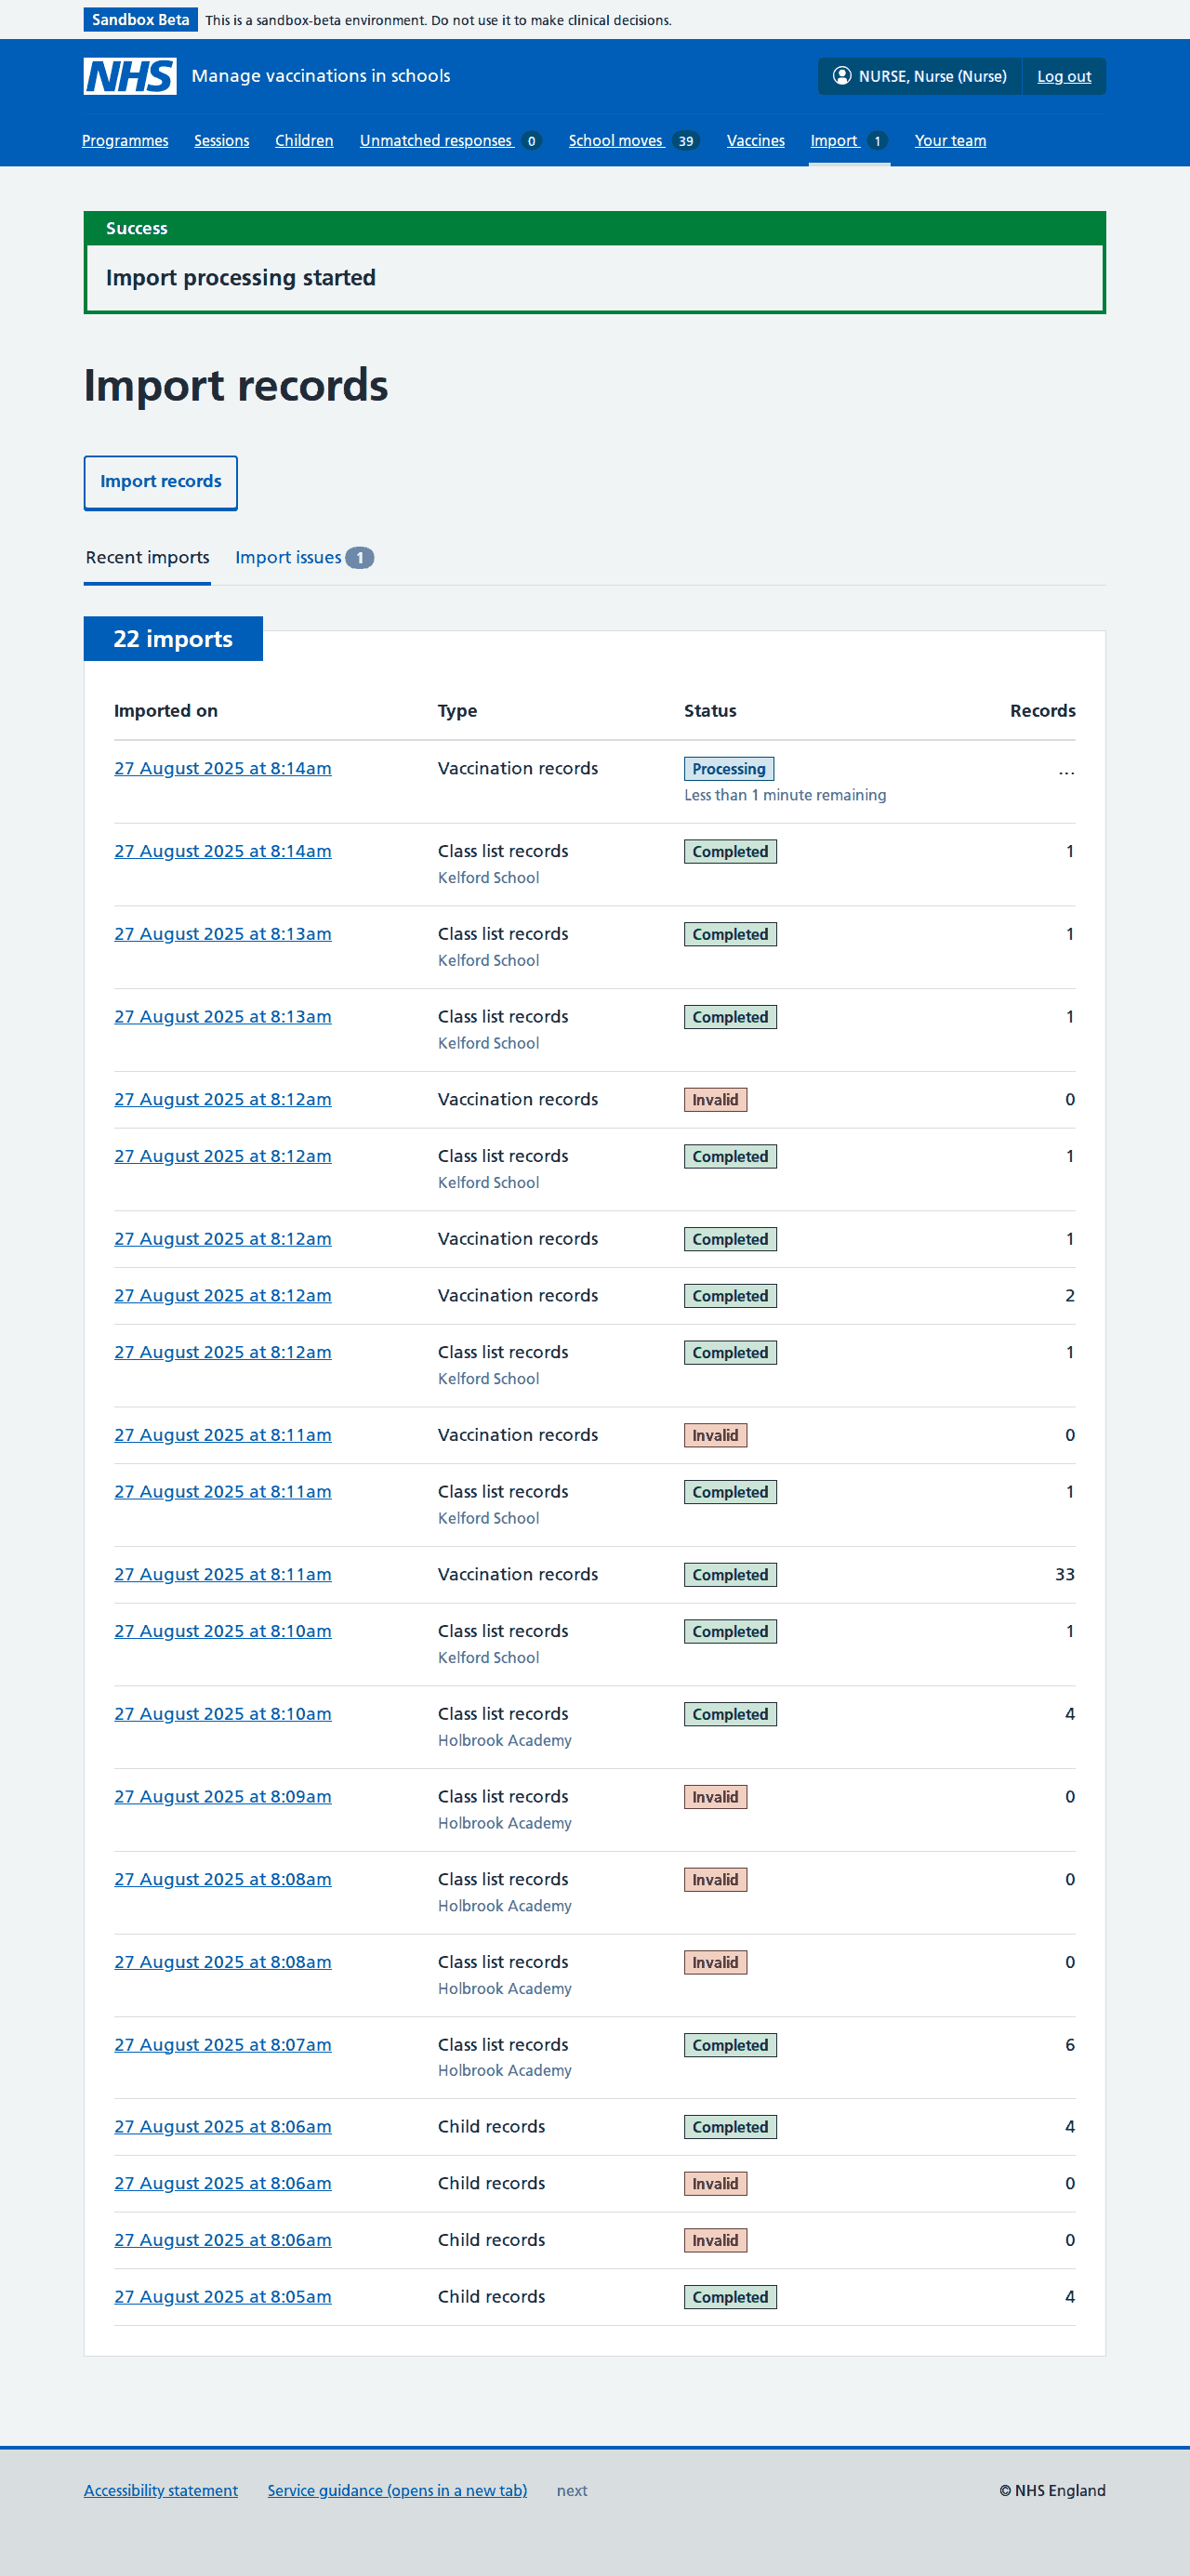 Sandbox Beta This is a sandbox-beta environment. Do not use it to make clinical decisions.
NHS Manage vaccinations in schools NURSE, Nurse (Nurse) Log out
Programmes Sessions Children Unmatched responses 0 School moves 39 Vaccines Import 1 Your team
Success
Import processing started
Import records
Import records
Recent imports Import issues 1
22 imports
Imported on Type Status Records
27 August 2025 at 8:14am Vaccination records Processing ...
Less than 1 minute remaining
27 August 2025 at 8:14am Class list records Completed 1
Kelford School
27 August 2025 at 8:13am Class list records Completed 1
Kelford School
27 August 2025 at 8:13am Class list records Completed 1
Kelford School
27 August 2025 at 8:12am Vaccination records Invalid 0
27 August 2025 at 8:12am Class list records Completed 1
Kelford School
27 August 2025 at 8:12am Vaccination records Completed 1
27 August 2025 at 8:12am Vaccination records Completed 2
27 August 2025 at 8:12am Class list records Completed 1
Kelford School
27 August 2025 at 8:11am Vaccination records Invalid 0
27 August 2025 at 8:11am Class list records Completed 1
Kelford School
27 August 2025 at 8:11am Vaccination records Completed 33
27 August 2025 at 8:10am Class list records Completed 1
Kelford School
27 August 2025 at 8:10am Class list records Completed 4
Holbrook Academy
27 August 2025 at 8:09am Class list records Invalid 0
Holbrook Academy
27 August 2025 at 8:08am Class list records Invalid 0
Holbrook Academy
27 August 2025 at 8:08am Class list records Invalid 0
Holbrook Academy
27 August 2025 at 8:07am Class list records Completed 6
Holbrook Academy
27 August 2025 at 8:06am Child records Completed 4
27 August 2025 at 8:06am Child records Invalid 0
27 August 2025 at 8:06am Child records Invalid 0
27 August 2025 at 8:05am Child records Completed 4
Accessibility statement Service guidance (opens in a new tab) next © NHS England